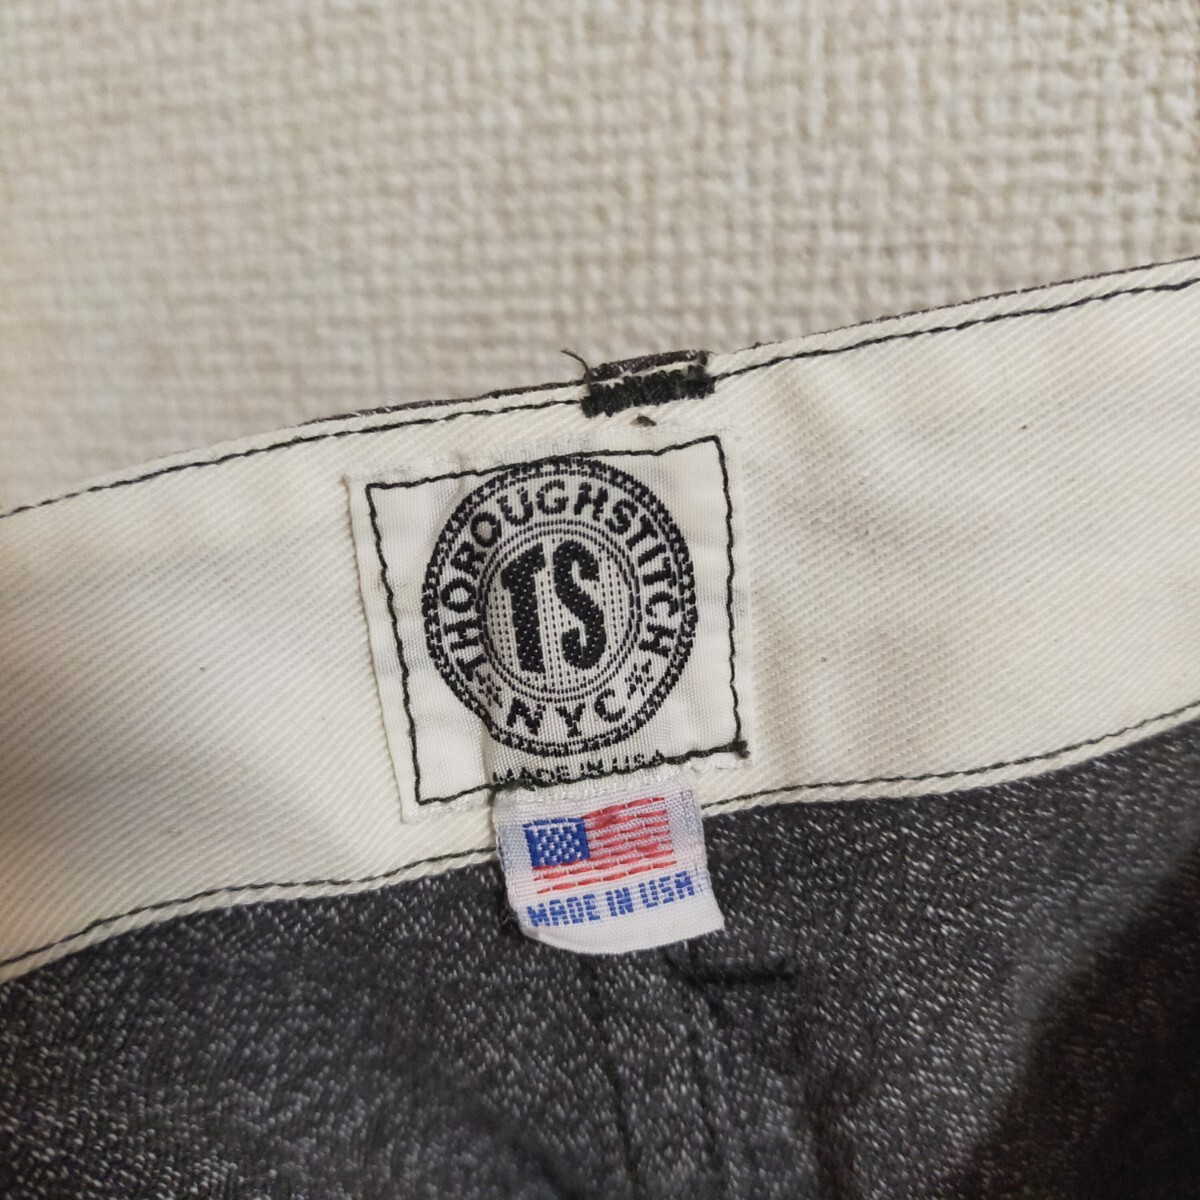 THOROUGHSTITCH
TS
NYC
MADE IN USA
MADE IN USA